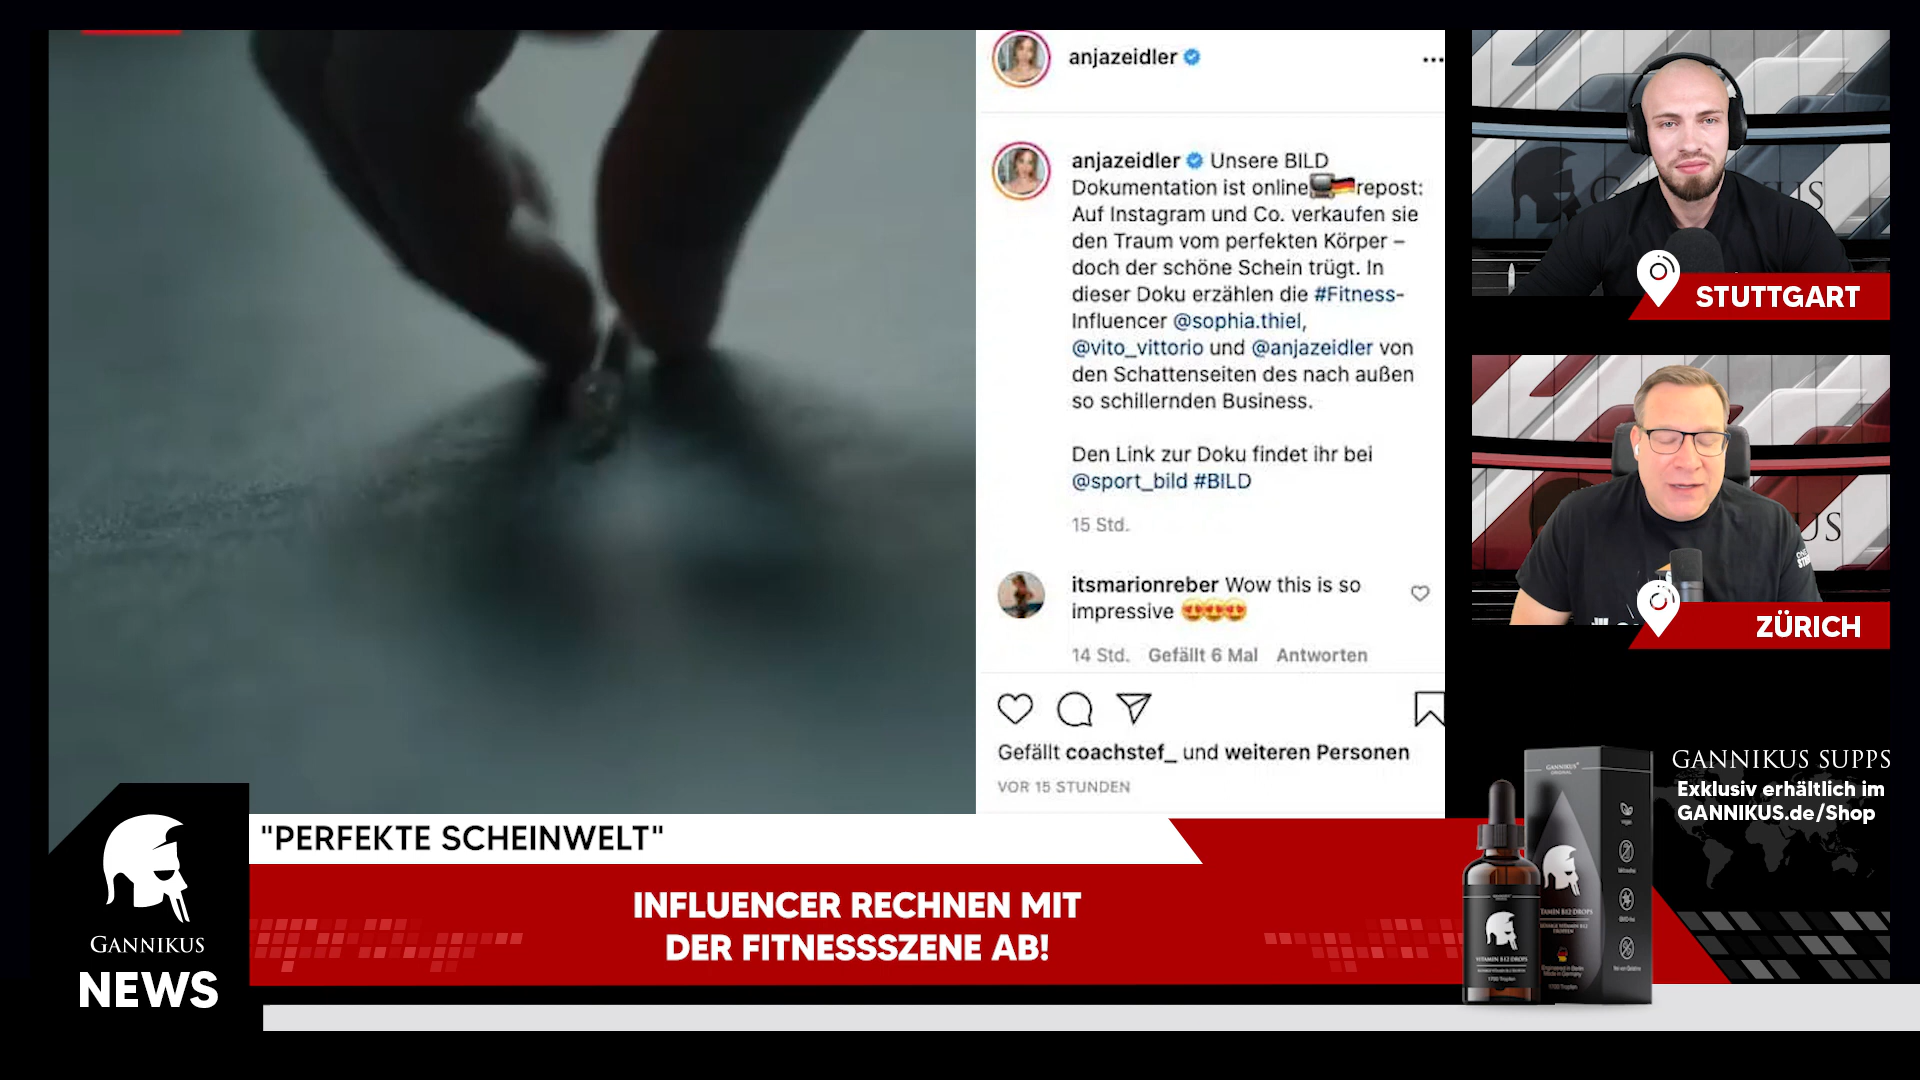 anjazeidler
anjazeidler Unsere BILD
Dokumentation ist online repost:
Auf Instagram und Co. verkaufen sie
den Traum vom perfekten Körper –
doch der schöne Schein trügt. In
dieser Doku erzählen die #Fitness-
Influencer @sophia.thiel,
@vito_vittorio und @anjazeidler von
den Schattenseiten des nach außen
so schillernden Business.
Den Link zur Doku findet ihr bei
@sport_bild #BILD
15 Std.
itsmarionreber Wow this is so
impressive
14 Std. Gefällt 6 Mal Antworten
Gefällt coachstef_ und weiteren Personen
VOR 15 STUNDEN
STUTTGART
ZÜRICH
GANNIKUS SUPPS
Exklusiv erhältlich im
GANNIKUS.de/Shop
GANNIKUS
VITAMIN B12 DROPS
"PERFEKTE SCHEINWELT"
INFLUENCER RECHNEN MIT
DER FITNESSSZENE AB!
GANNIKUS
NEWS